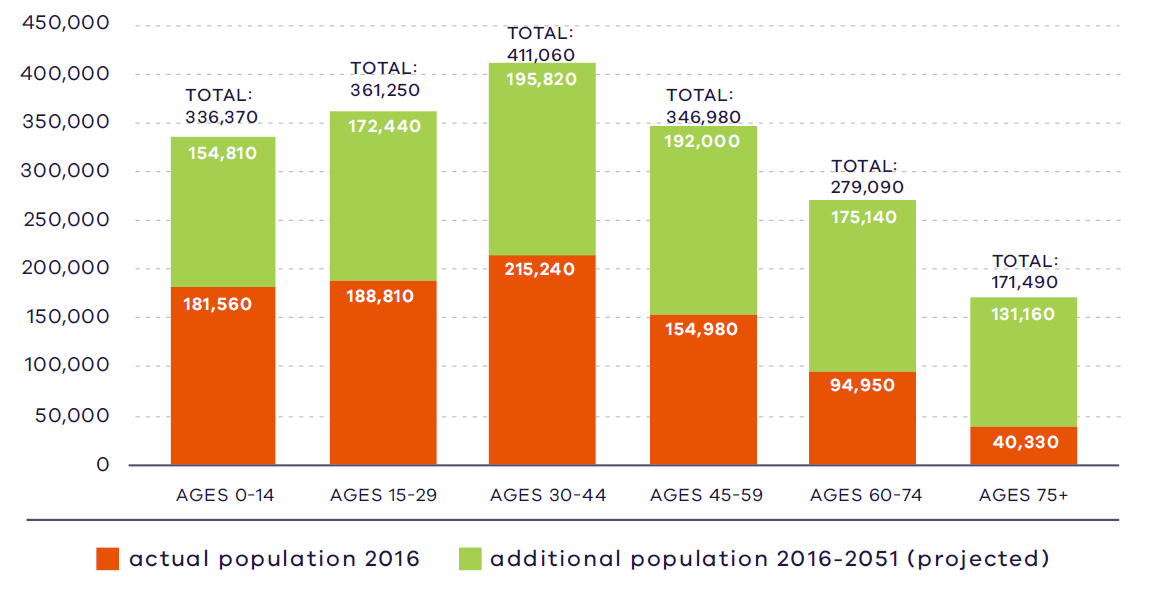 450,000
400,000
350,000
300,000
250,000
200,000
150,000
100,000
50,000
0
TOTAL:
336,370
154,810
181,560
TOTAL:
361,250
172,440
188,810
TOTAL:
411,060
195,820
215,240
TOTAL:
346,980
192,000
154,980
TOTAL:
279,090
175,140
94,950
TOTAL:
171,490
131,160
40,330
AGES 0-14
AGES 15-29
AGES 30-44
AGES 45-59
AGES 60-74
AGES 75+
actual population 2016
additional population 2016-2051 (projected)